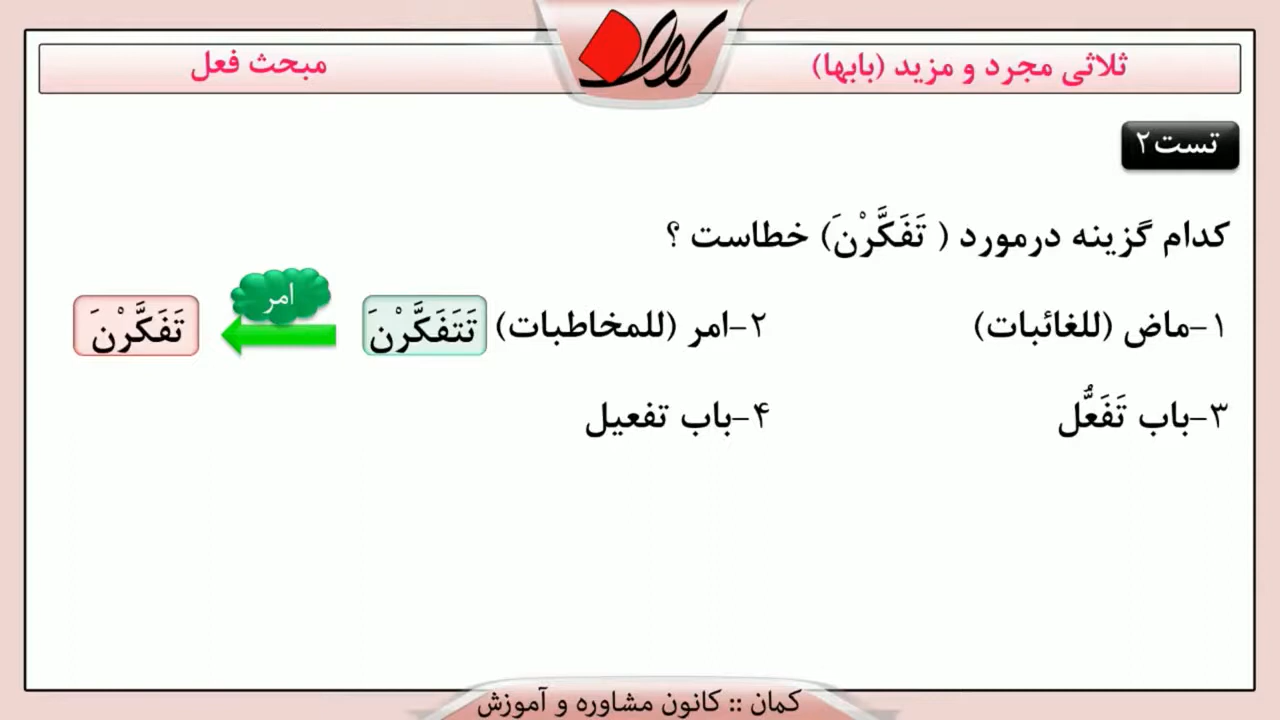 ثلاثی مجرد و مزید (بابها)
کمان
مبحث فعل
تست۲
کدام گزینه درمورد ( تَفَکَّرْنَ) خطاست ؟
۱-ماض (للغائبات)
۲-امر (للمخاطبات) تَتَفَکَّرْنَ امر تَفَکَّرْنَ
۳-باب تَفَعُّل
۴-باب تفعیل
کمان :: کانون مشاوره و آموزش